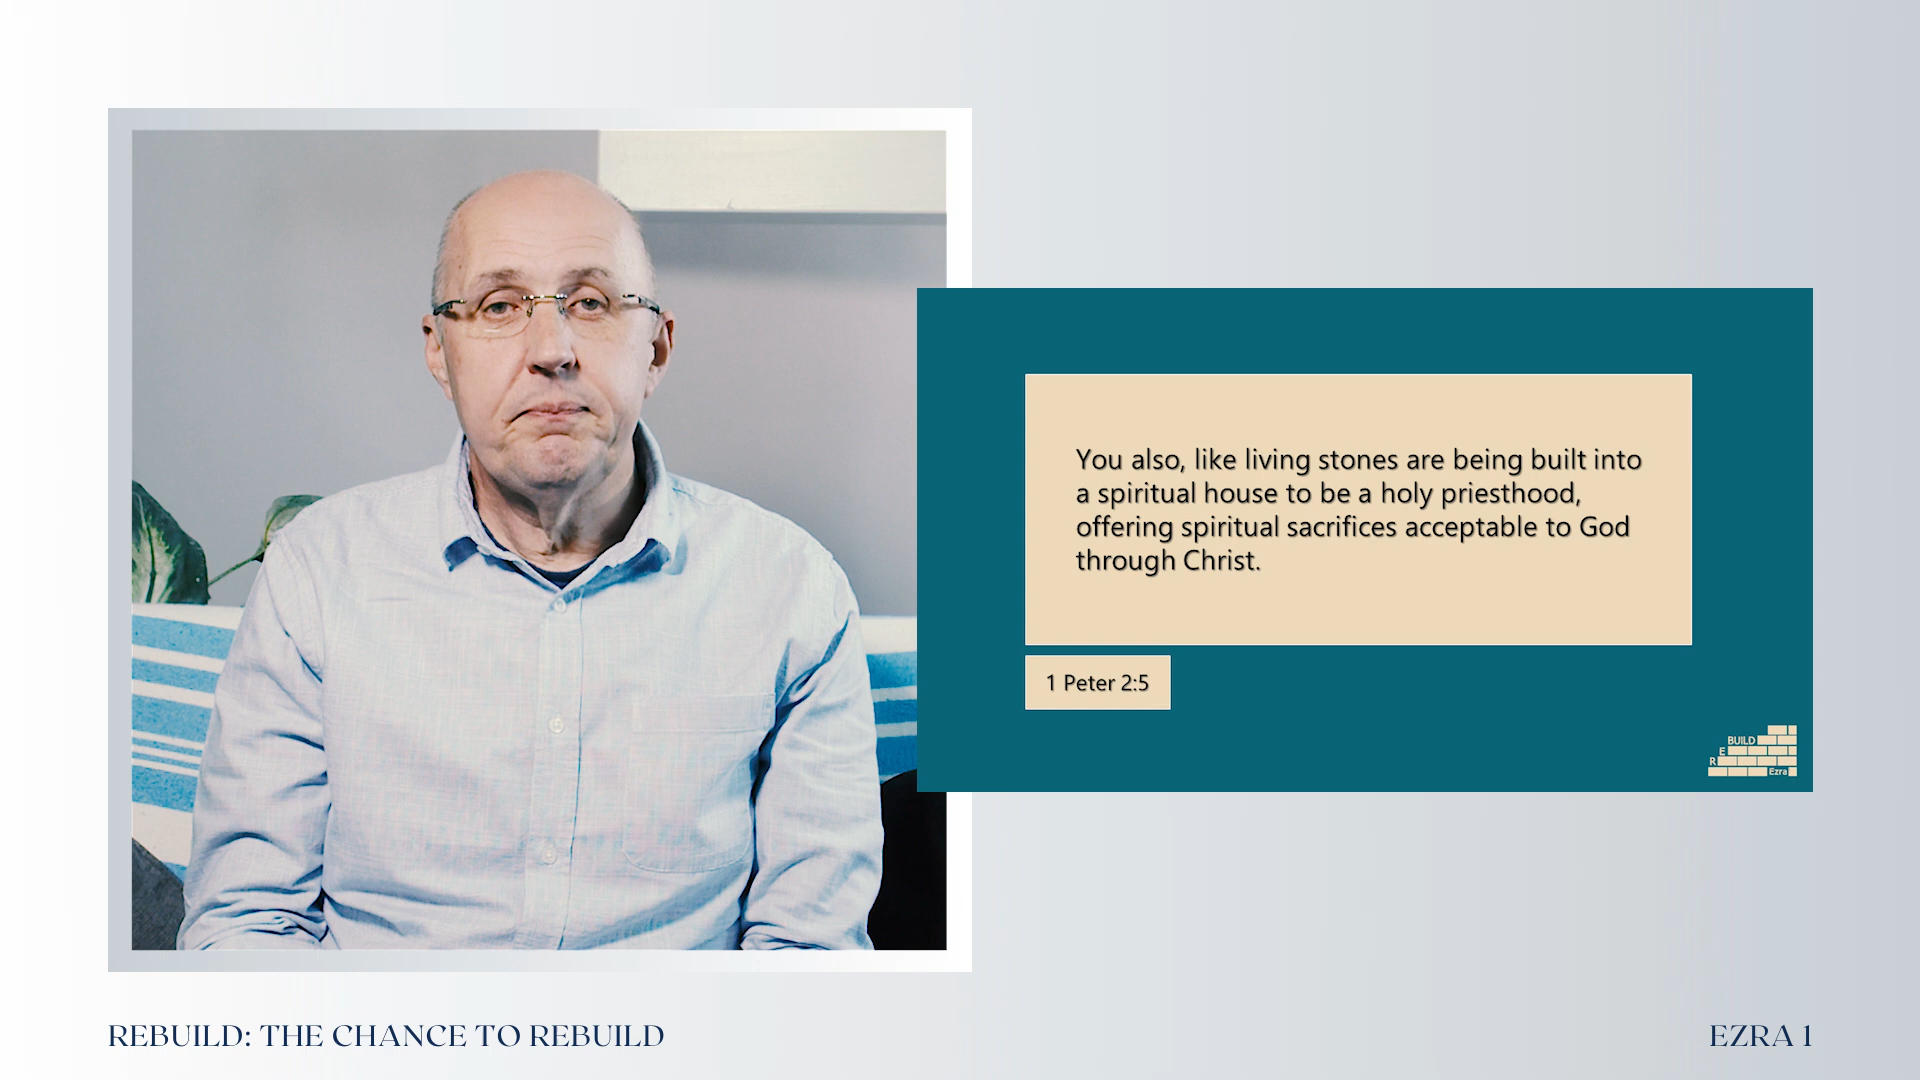 You also, like living stones are being built into
a spiritual house to be a holy priesthood,
offering spiritual sacrifices acceptable to God
through Christ.
1 Peter 2:5
BUILD
E
R
Ezra
REBUILD: THE CHANCE TO REBUILD
EZRA 1